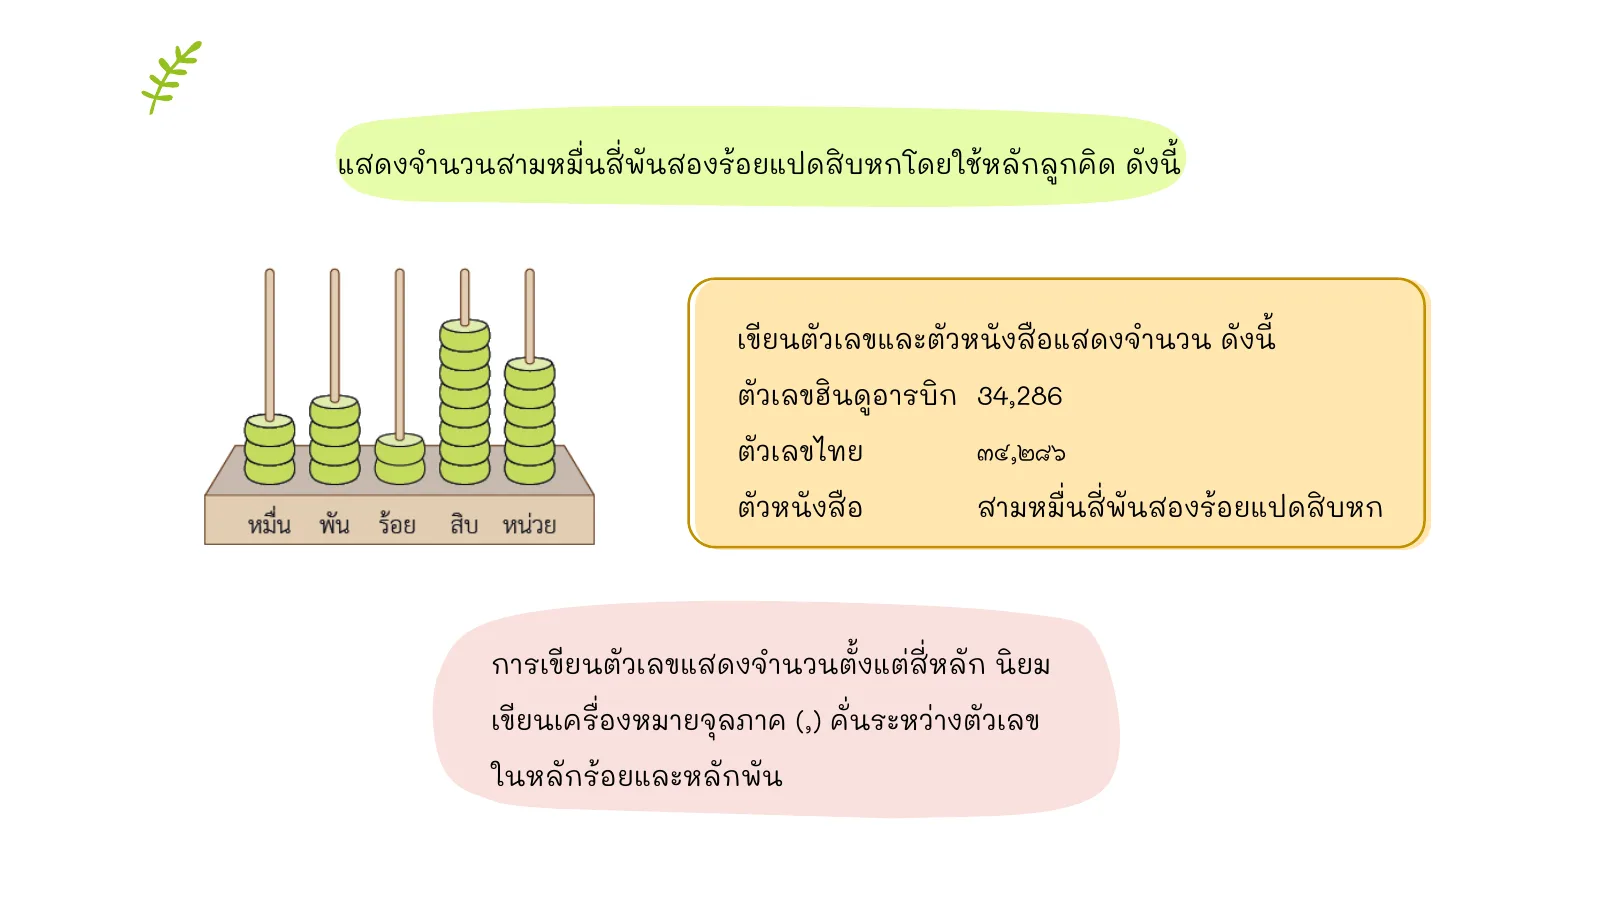 แสดงจำนวนสามหมื่นสี่พันสองร้อยแปดสิบหกโดยใช้หลักลูกคิด ดังนี้
หมื่น พัน ร้อย สิบ หน่วย
เขียนตัวเลขและตัวหนังสือแสดงจำนวน ดังนี้
ตัวเลขฮินดูอารบิก 34,286
ตัวเลขไทย ๓๔,๒๘๖
ตัวหนังสือ สามหมื่นสี่พันสองร้อยแปดสิบหก
การเขียนตัวเลขแสดงจำนวนตั้งแต่สี่หลัก นิยม
เขียนเครื่องหมายจุลภาค (,) คั่นระหว่างตัวเลข
ในหลักร้อยและหลักพัน